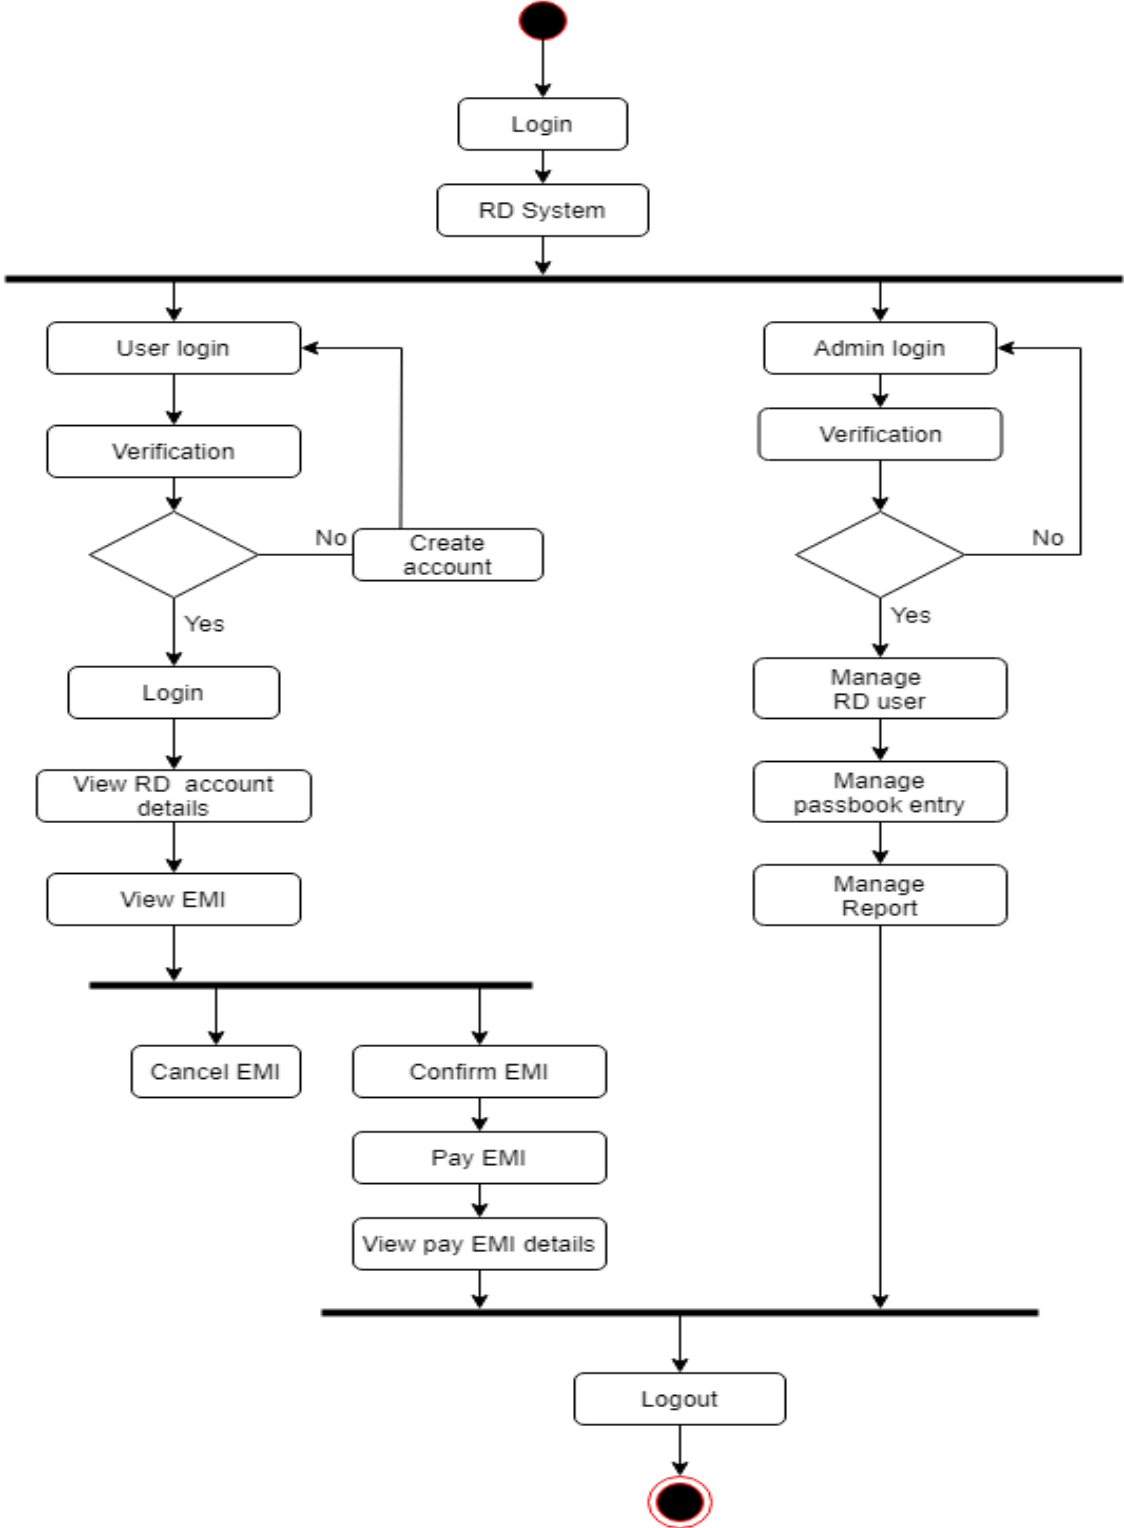 Login
RD System
User login
Verification
No
Create
account
Yes
Login
View RD  account
details
View EMI
Cancel EMI
Confirm EMI
Pay EMI
View pay EMI details
Admin login
Verification
No
Yes
Manage
RD user
Manage
passbook entry
Manage
Report
Logout